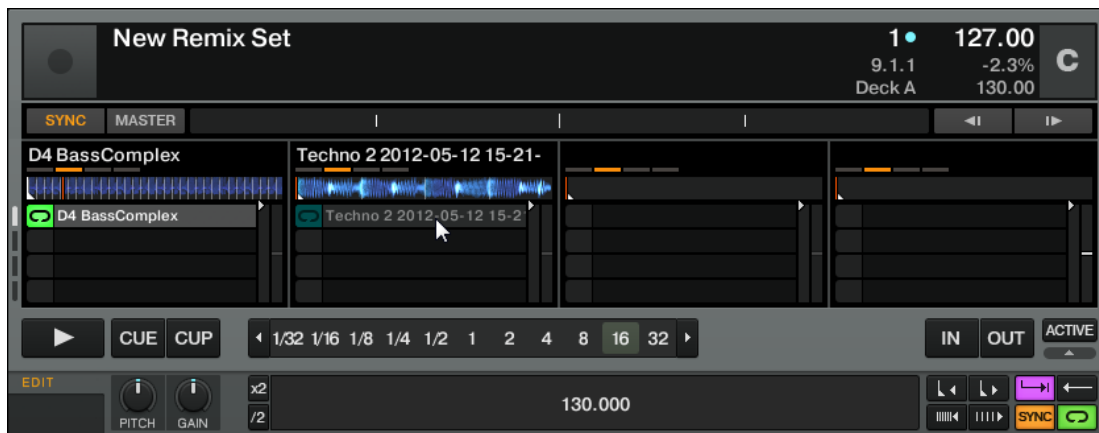 New Remix Set
1
127.00
9.1.1
-2.3%
Deck A
130.00
C
SYNC
MASTER
D4 BassComplex
Techno 2 2012-05-12 15-21-
D4 BassComplex
Techno 2 2012-05-12 15-2
CUE
CUP
1/32 1/16 1/8 1/4 1/2 1 2 4 8 16 32
IN
OUT
ACTIVE
EDIT
PITCH
GAIN
x2
/2
130.000
SYNC